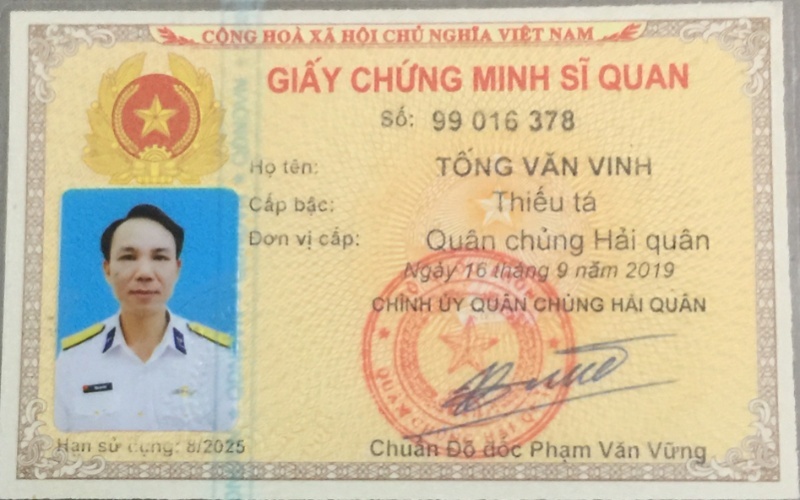 CỘNG HOÀ XÃ HỘI CHỦ NGHĨA VIỆT NAM
GIẤY CHỨNG MINH SĨ QUAN
Số: 99 016 378
Họ tên: TỐNG VĂN VINH
Cấp bậc: Thiếu tá
Đơn vị cấp: Quân chủng Hải quân
Ngày 16 tháng 9 năm 2019
CHÍNH ỦY QUÂN CHỦNG HẢI QUÂN
Hạn sử dụng: 8/2025
Chuẩn Đô đốc Phạm Văn Vững